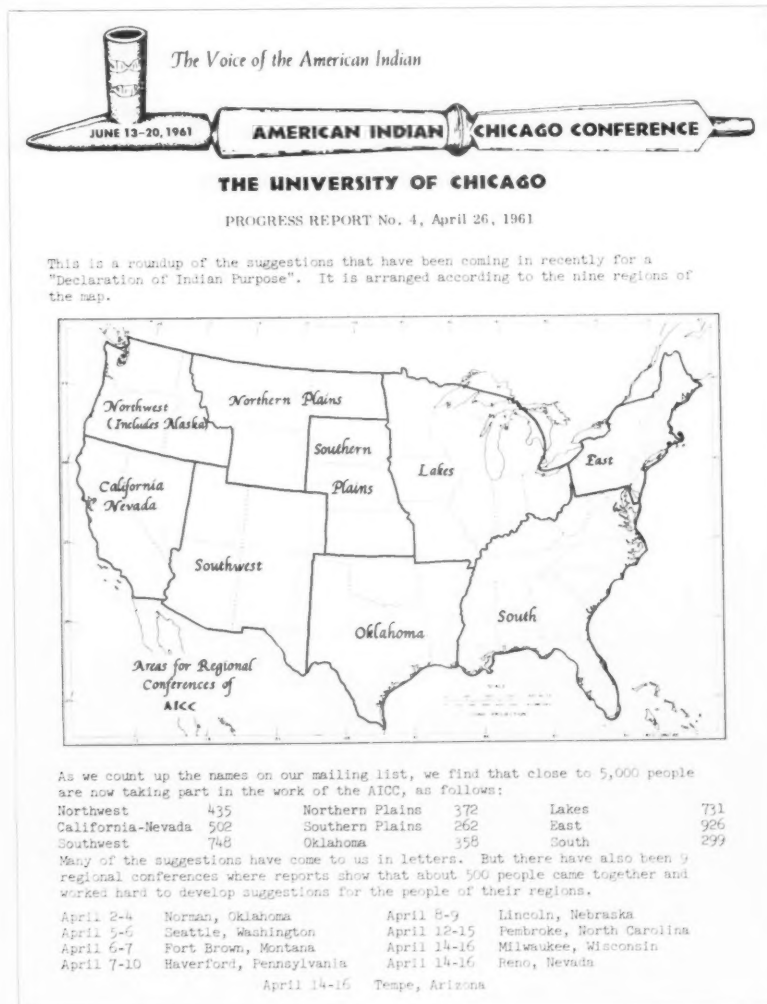 The Voice of the American Indian
JUNE 13-20, 1961
AMERICAN INDIAN CHICAGO CONFERENCE
THE UNIVERSITY OF CHICAGO
PROGRESS REPORT No. 4, April 26, 1961
This is a roundup of the suggestions that have been coming in recently for a
"Declaration of Indian Purpose". It is arranged according to the nine regions of
the map.
Northwest
(Includes Alaska)
Northern Plains
Southern
Plains
Lakes
East
California
Nevada
Southwest
Oklahoma
South
Areas for Regional
Conferences of
AICC
As we count up the names on our mailing list, we find that close to 5,000 people
are now taking part in the work of the AICC, as follows:
Northwest 435 Northern Plains 372 Lakes 731
California-Nevada 502 Southern Plains 262 East 926
Southwest 748 Oklahoma 358 South 299
Many of the suggestions have come to us in letters. But there have also been 9
regional conferences where reports show that about 500 people came together and
worked hard to develop suggestions for the people of their regions.
April 2-4 Norman, Oklahoma April 8-9 Lincoln, Nebraska
April 5-6 Seattle, Washington April 12-15 Pembroke, North Carolina
April 6-7 Fort Brown, Montana April 14-16 Milwaukee, Wisconsin
April 7-10 Haverford, Pennsylvania April 14-16 Reno, Nevada
April 14-16 Tempe, Arizona